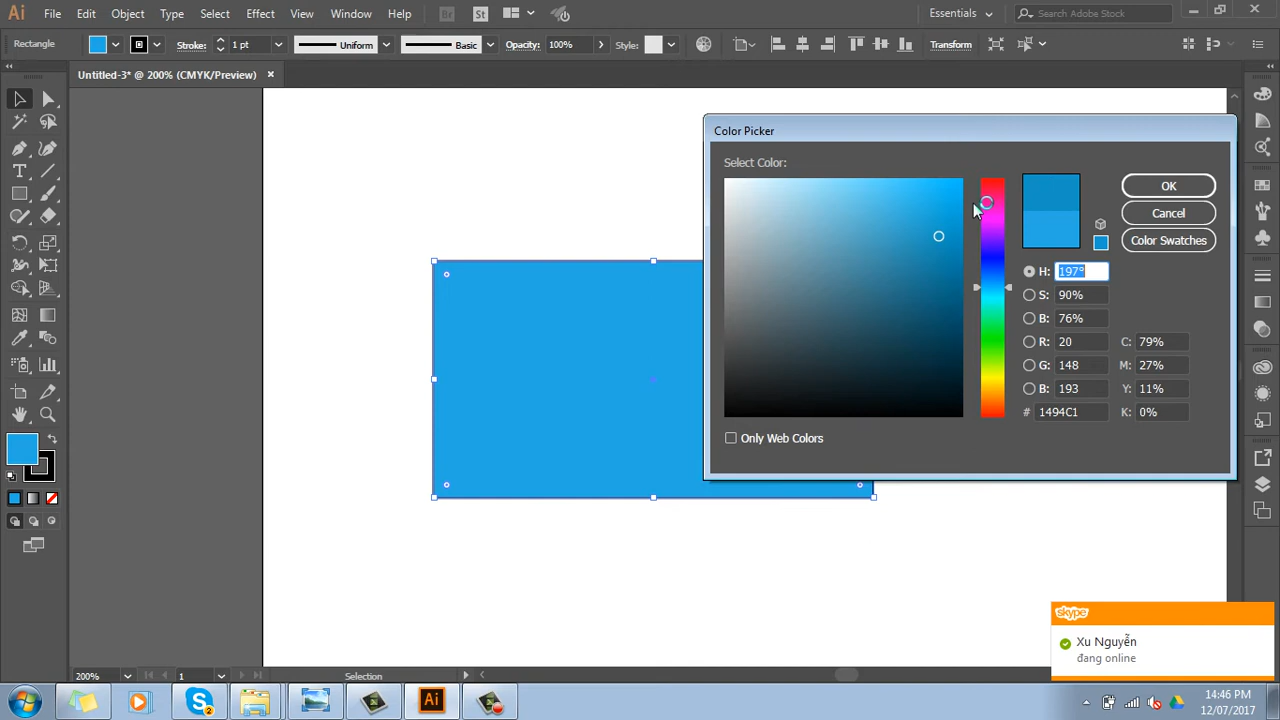 Ai File Edit Object Type Select Effect View Window Help Br St Essentials Search Adobe Stock
Rectangle Stroke: 1 pt Uniform Basic Opacity: 100% Style: Transform
Untitled-3* @ 200% (CMYK/Preview)
Color Picker
Select Color:
OK
Cancel
Color Swatches
H: 197°
S: 90%
B: 76%
R: 20 C: 79%
G: 148 M: 27%
B: 193 Y: 11%
# 1494C1 K: 0%
Only Web Colors
skype
Xu Nguyễn
đang online
200% 1 Selection
2 Ai 14:46 PM
12/07/2017